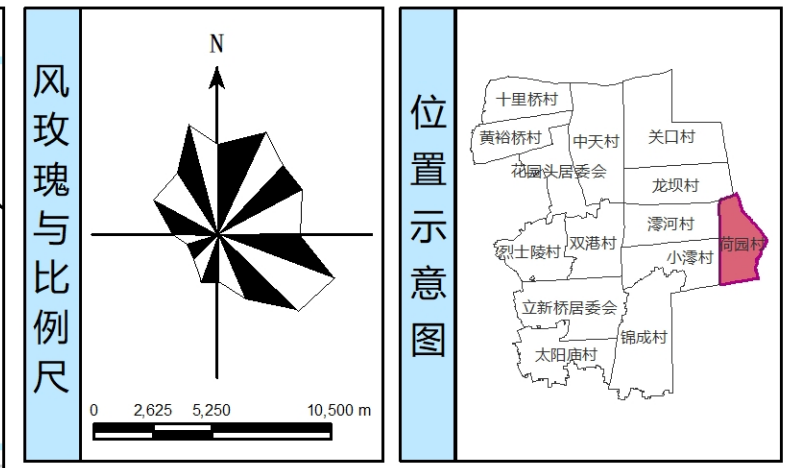 风玫瑰与比例尺
N
0 2,625 5,250 10,500 m
位置示意图
十里桥村
黄裕桥村
中天村
关口村
花园头居委会
龙坝村
澪河村
烈士陵村
双港村
荷园村
小澪村
立新桥居委会
锦成村
太阳庙村